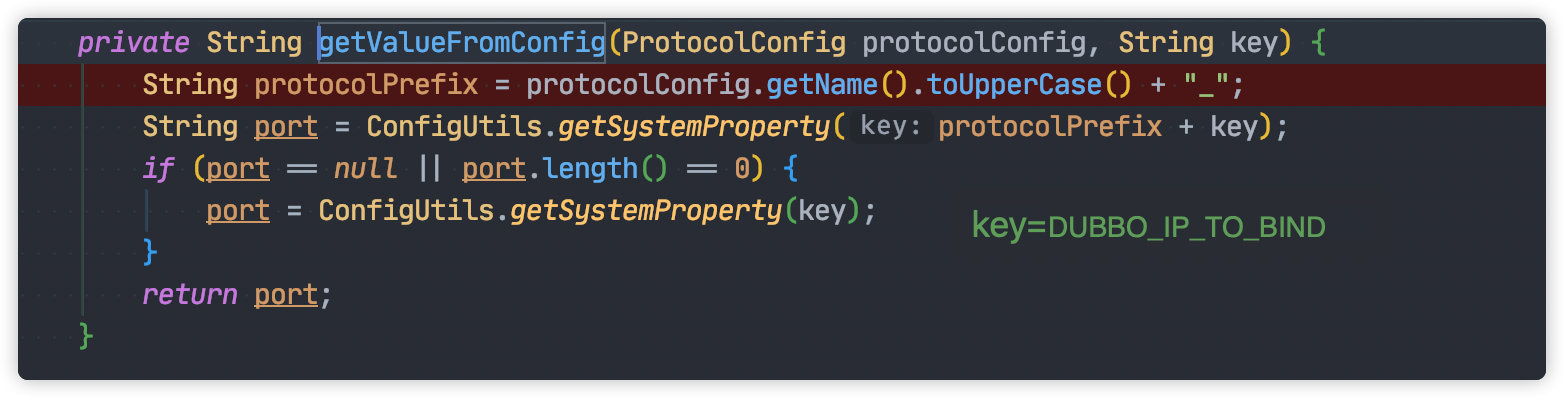 private String getValueFromConfig(ProtocolConfig protocolConfig, String key) {
String protocolPrefix = protocolConfig.getName().toUpperCase() + "_";
String port = ConfigUtils.getSystemProperty( key: protocolPrefix + key);
if (port == null || port.length() == 0) {
port = ConfigUtils.getSystemProperty(key);
key=DUBBO_IP_TO_BIND
}
return port;
}